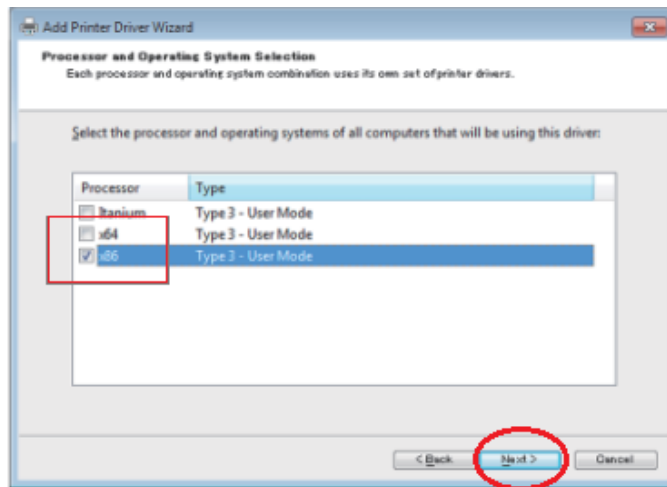 Add Printer Driver Wizard
Processor and Operating System Selection
Each processor and operating system combination uses its own set of printer drivers.
Select the processor and operating systems of all computers that will be using this driver:
Processor Type
Itanium Type 3 - User Mode
x64 Type 3 - User Mode
x86 Type 3 - User Mode
< Back Next > Cancel